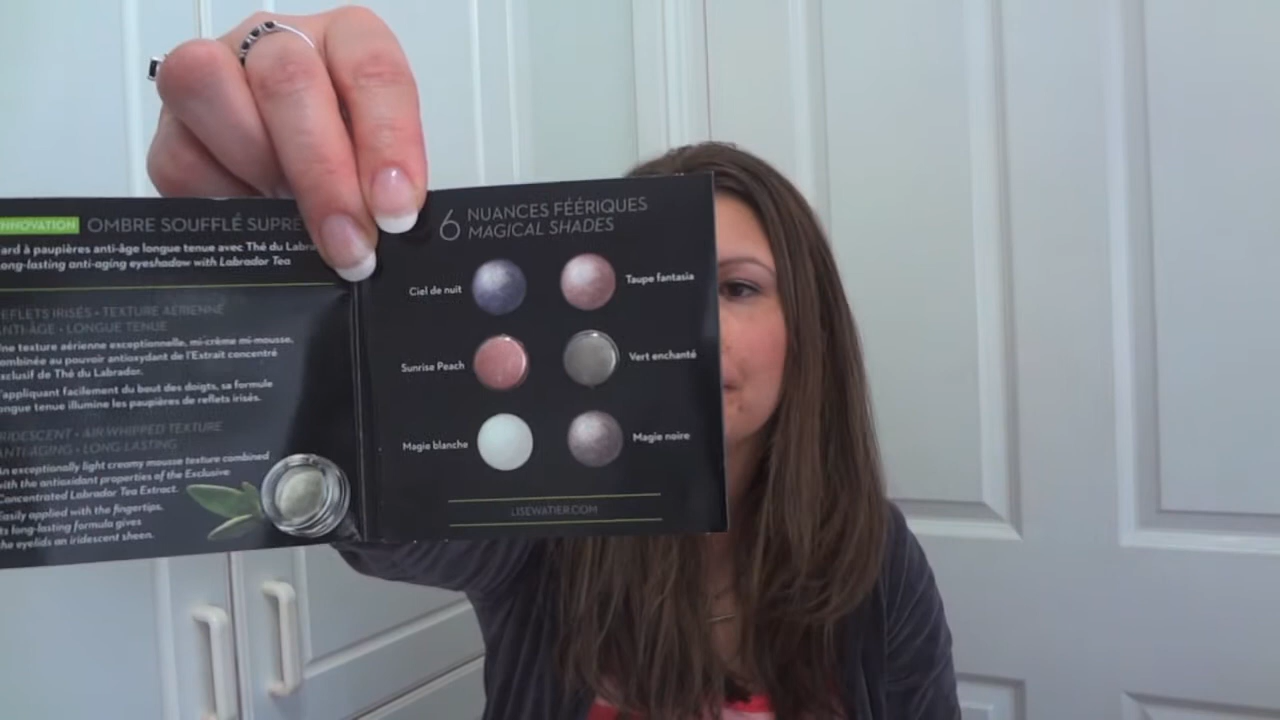 INNOVATION OMBRE SOUFFLÉ SUPRE
ard à paupières anti-âge longue tenue avec Thé du Labra
ong-lasting anti-aging eyeshadow with Labrador Tea
REFLETS IRISÉS • TEXTURE AÉRIENNE
ANTI-ÂGE • LONGUE TENUE
ne texture aérienne exceptionnelle, mi-crème mi-mousse,
ombinée au pouvoir antioxydant de l'Extrait concentré
xclusif de Thé du Labrador.
'appliquant facilement du bout des doigts, sa formule
ongue tenue illumine les paupières de reflets irisés.
IRIDESCENT • AIR WHIPPED TEXTURE
ANTI-AGING • LONG LASTING
An exceptionally light creamy mousse texture combined
with the antioxidant properties of the Exclusive
Concentrated Labrador Tea Extract.
Easily applied with the fingertips,
its long-lasting formula gives
the eyelids an iridescent sheen.
6 NUANCES FÉÉRIQUES
MAGICAL SHADES
Ciel de nuit
Taupe fantasia
Sunrise Peach
Vert enchanté
Magie blanche
Magie noire
LISEWATIER.COM